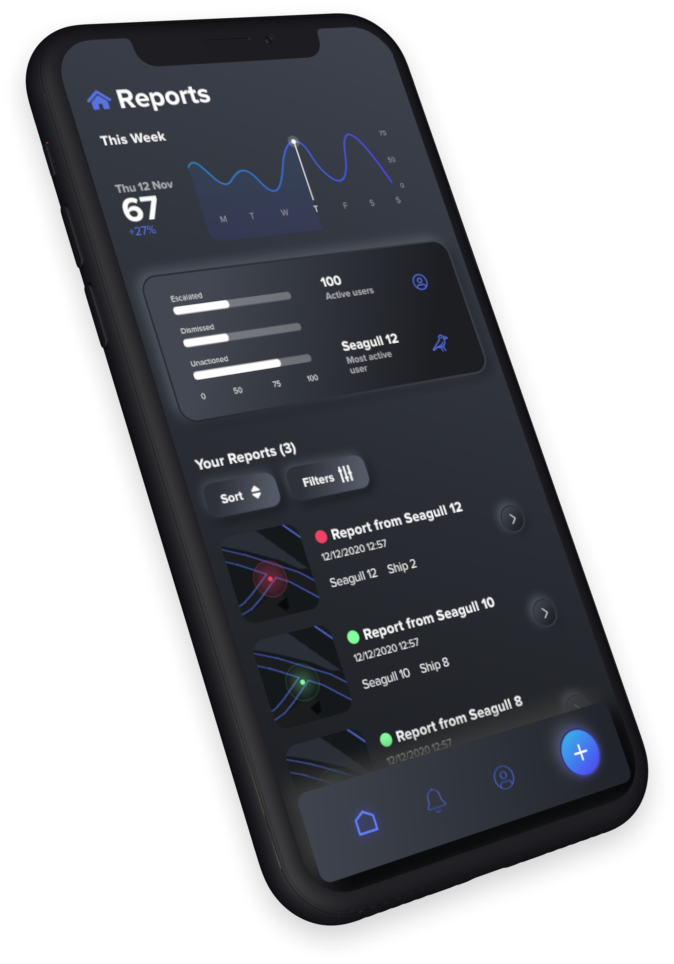 Reports
This Week
Thu 12 Nov
67
+27%
75
50
0
M T W T F S S
Escalated
Dismissed
Unactioned
0 50 75 100
100
Active users
Seagull 12
Most active
user
Your Reports (3)
Sort
Filters
Report from Seagull 12
12/12/2020 12:57
Seagull 12 Ship 2
Report from Seagull 10
12/12/2020 12:57
Seagull 10 Ship 8
Report from Seagull 8
12/12/2020 12:57